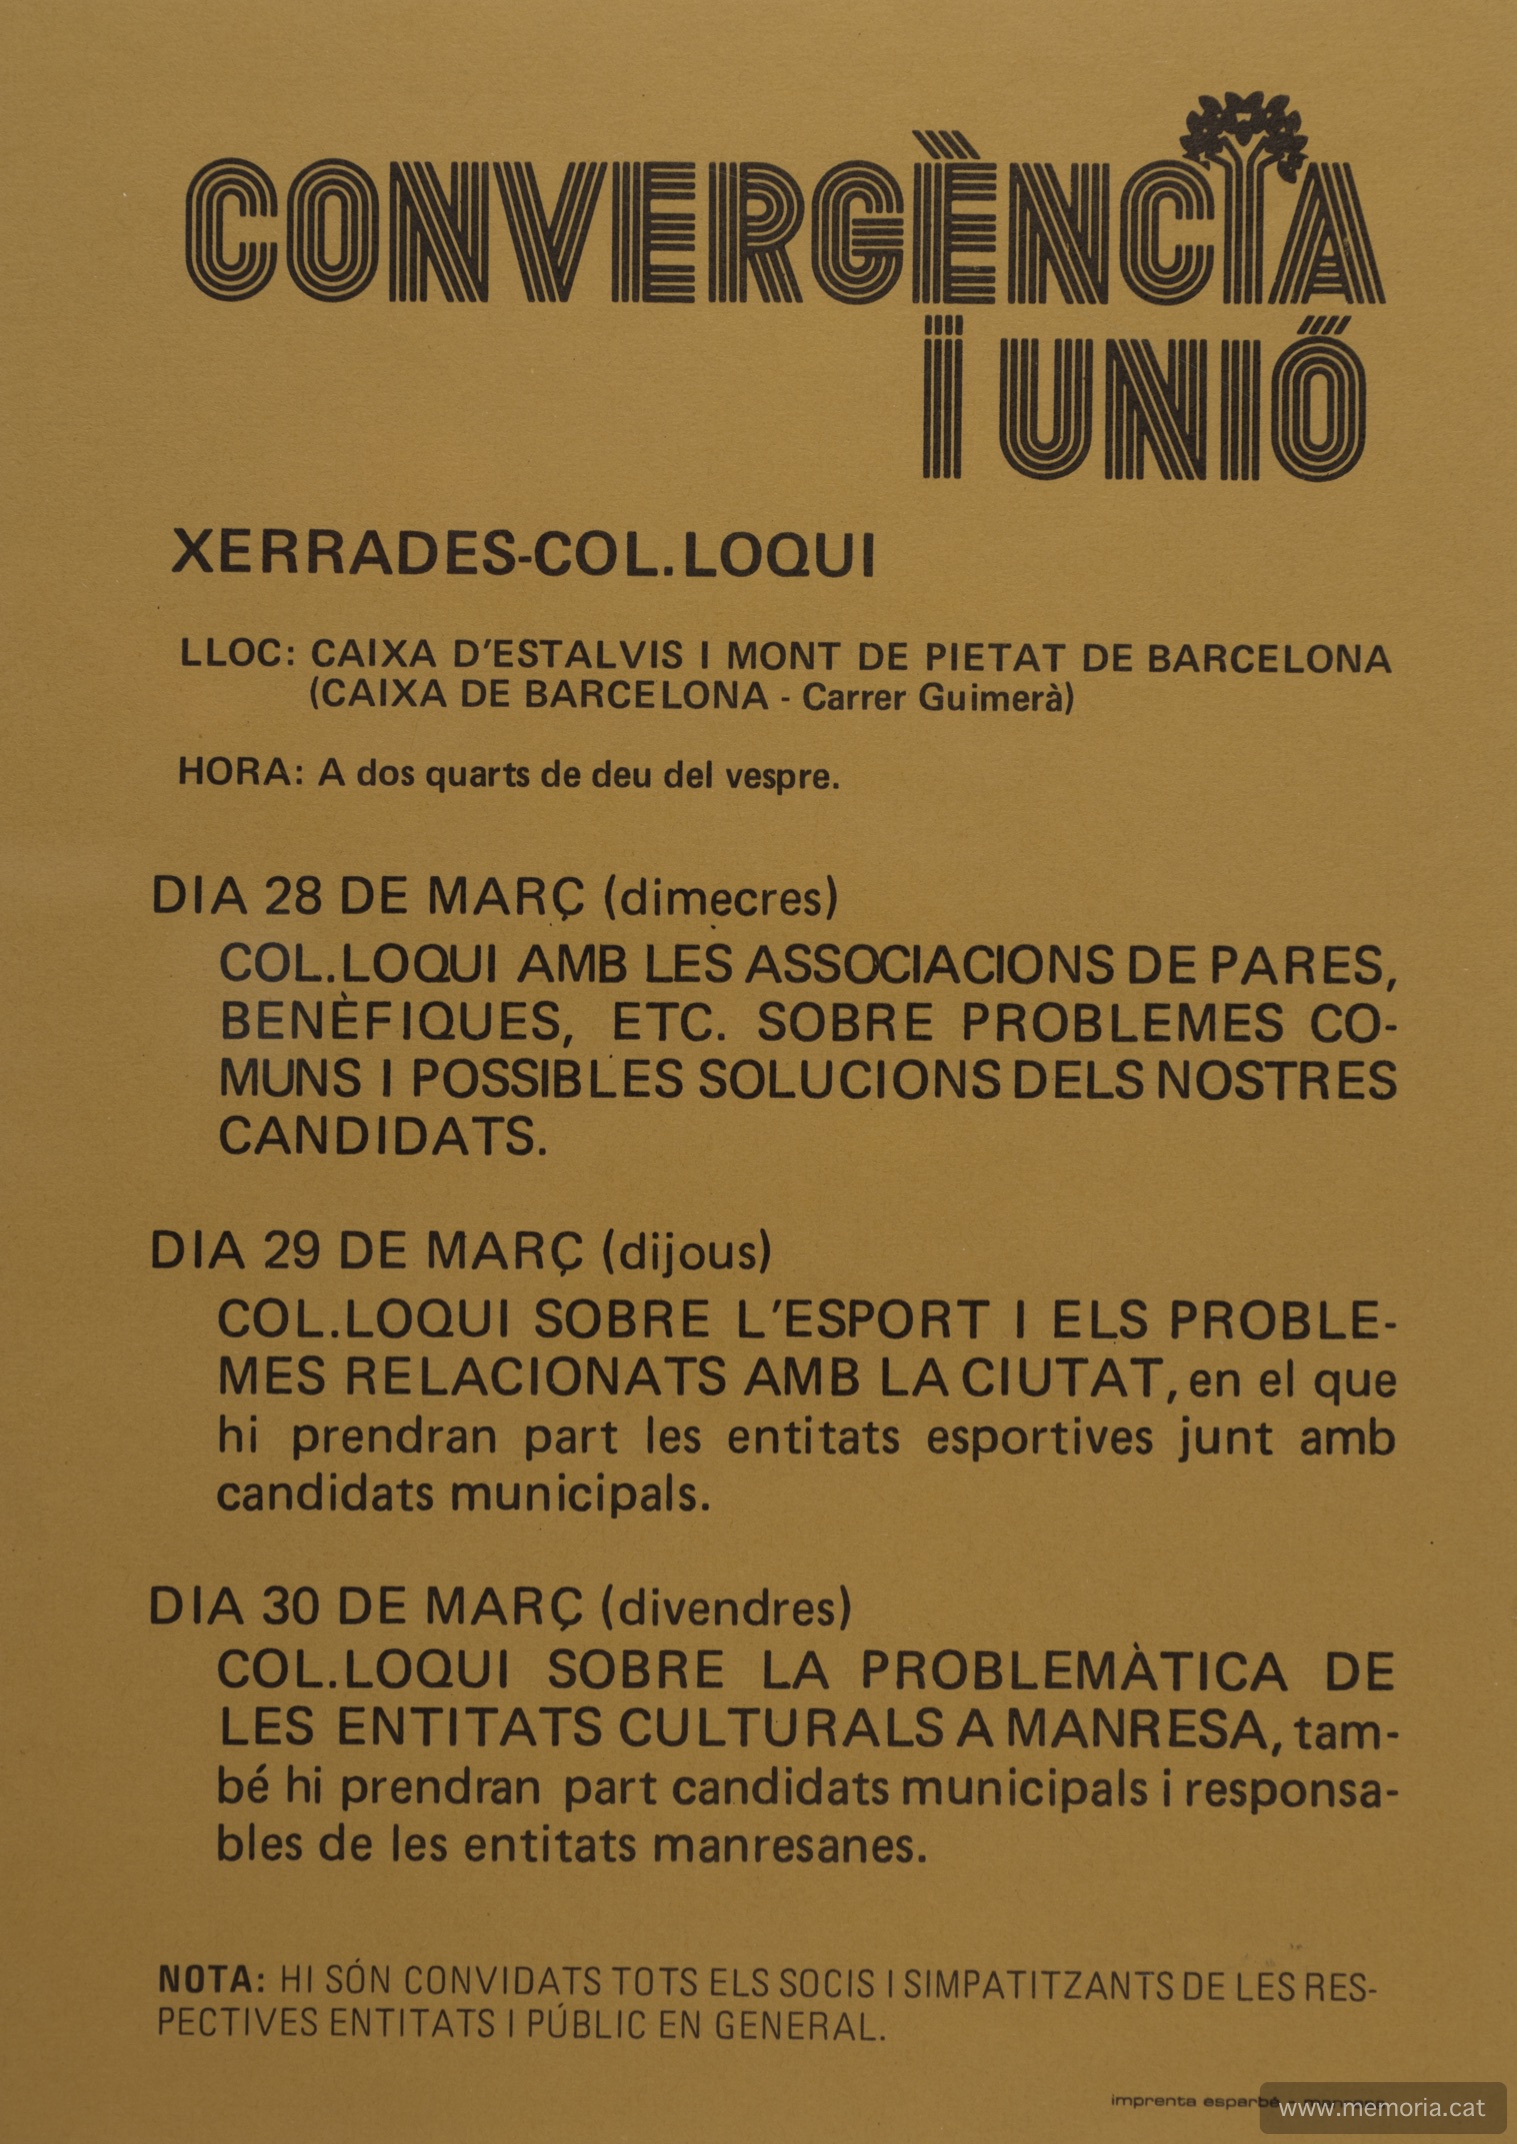 CONVERGÈNCIA
I UNIÓ
XERRADES-COL.LOQUI
LLOC: CAIXA D'ESTALVIS I MONT DE PIETAT DE BARCELONA
(CAIXA DE BARCELONA - Carrer Guimerà)
HORA: A dos quarts de deu del vespre.
DIA 28 DE MARÇ (dimecres)
COL.LOQUI AMB LES ASSOCIACIONS DE PARES,
BENÈFIQUES, ETC. SOBRE PROBLEMES CO-
MUNS I POSSIBLES SOLUCIONS DELS NOSTRES
CANDIDATS.
DIA 29 DE MARÇ (dijous)
COL.LOQUI SOBRE L'ESPORT I ELS PROBLE-
MES RELACIONATS AMB LA CIUTAT, en el que
hi prendran part les entitats esportives junt amb
candidats municipals.
DIA 30 DE MARÇ (divendres)
COL.LOQUI SOBRE LA PROBLEMÀTICA DE
LES ENTITATS CULTURALS A MANRESA, tam-
bé hi prendran part candidats municipals i responsa-
bles de les entitats manresanes.
NOTA: HI SÓN CONVIDATS TOTS ELS SOCIS I SIMPATITZANTS DE LES RES-
PECTIVES ENTITATS I PÚBLIC EN GENERAL.
imprenta esparbé
www.memoria.cat